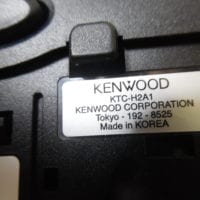 KENWOOD
KTC-H2A1
KENWOOD CORPORATION
Tokyo - 192 - 8525
Made in KOREA